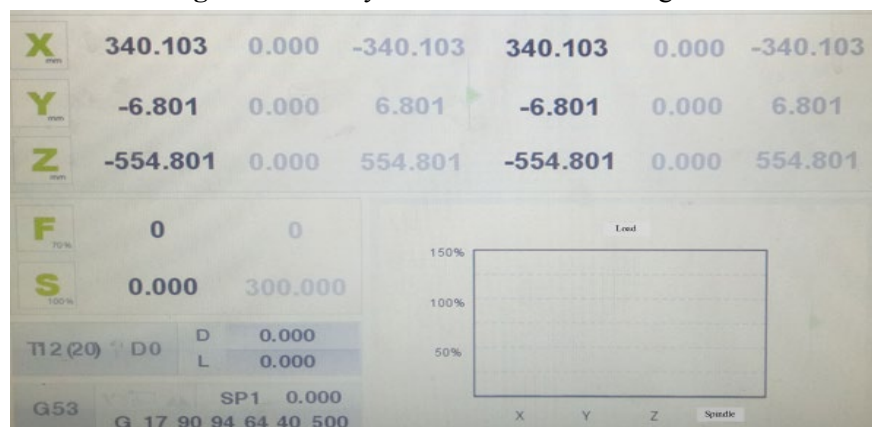 X mm 340.103 0.000 -340.103 340.103 0.000 -340.103
Y mm -6.801 0.000 6.801 -6.801 0.000 6.801
Z mm -554.801 0.000 554.801 -554.801 0.000 554.801
F 70% 0 0
S 100% 0.000 300.000
Load
150%
100%
50%
X Y Z Spindle
T12 (20) D0 D 0.000
L 0.000
G53 SP1 0.000
G 17 90 94 64 40 500